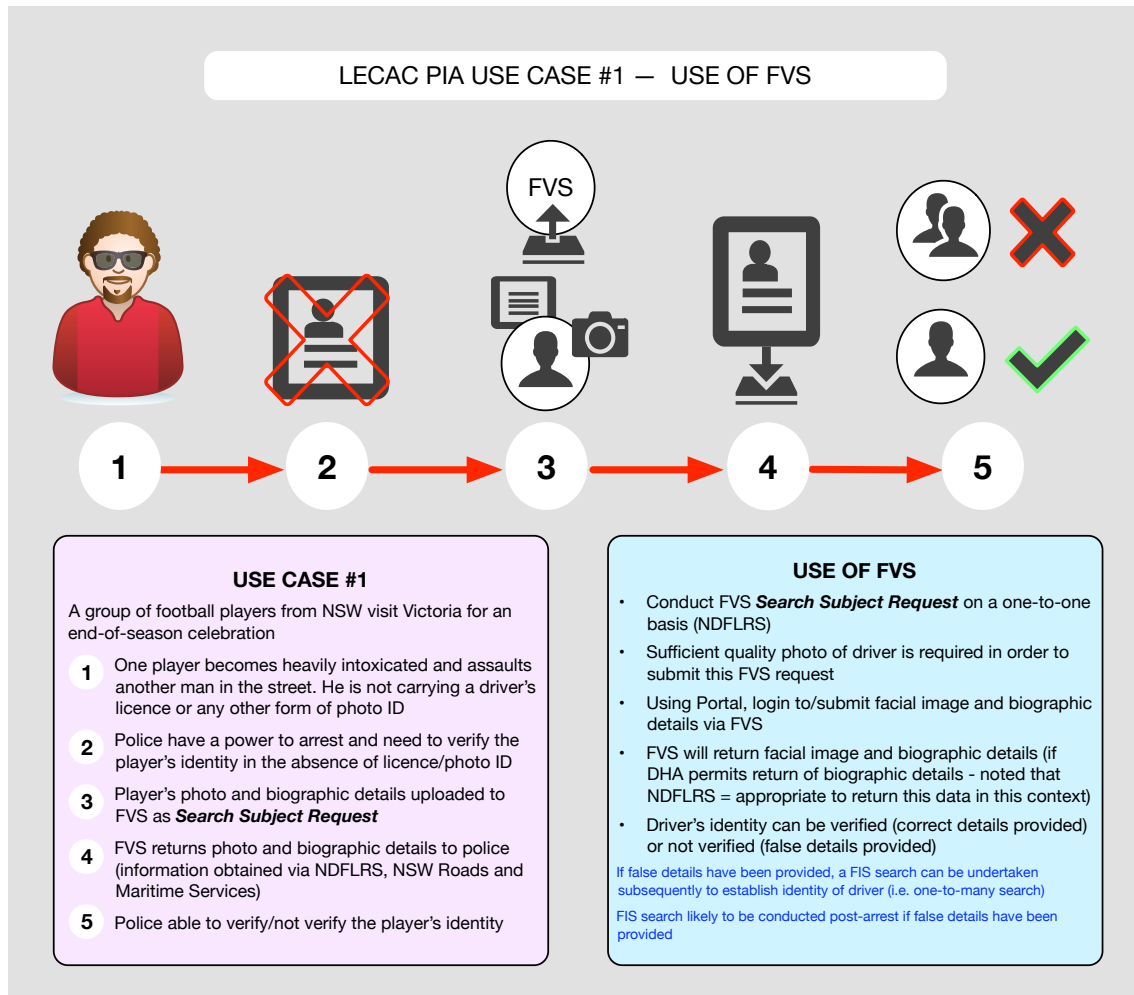 LECAC PIA USE CASE #1 — USE OF FVS
FVS
1
2
3
4
5
USE CASE #1
A group of football players from NSW visit Victoria for an
end-of-season celebration
1 One player becomes heavily intoxicated and assaults
another man in the street. He is not carrying a driver's
licence or any other form of photo ID
2 Police have a power to arrest and need to verify the
player's identity in the absence of licence/photo ID
3 Player's photo and biographic details uploaded to
FVS as Search Subject Request
4 FVS returns photo and biographic details to police
(information obtained via NDFLRS, NSW Roads and
Maritime Services)
5 Police able to verify/not verify the player's identity
USE OF FVS
• Conduct FVS Search Subject Request on a one-to-one
basis (NDFLRS)
• Sufficient quality photo of driver is required in order to
submit this FVS request
• Using Portal, login to/submit facial image and biographic
details via FVS
• FVS will return facial image and biographic details (if
DHA permits return of biographic details - noted that
NDFLRS = appropriate to return this data in this context)
• Driver's identity can be verified (correct details provided)
or not verified (false details provided)
If false details have been provided, a FIS search can be undertaken
subsequently to establish identity of driver (i.e. one-to-many search)
FIS search likely to be conducted post-arrest if false details have been
provided